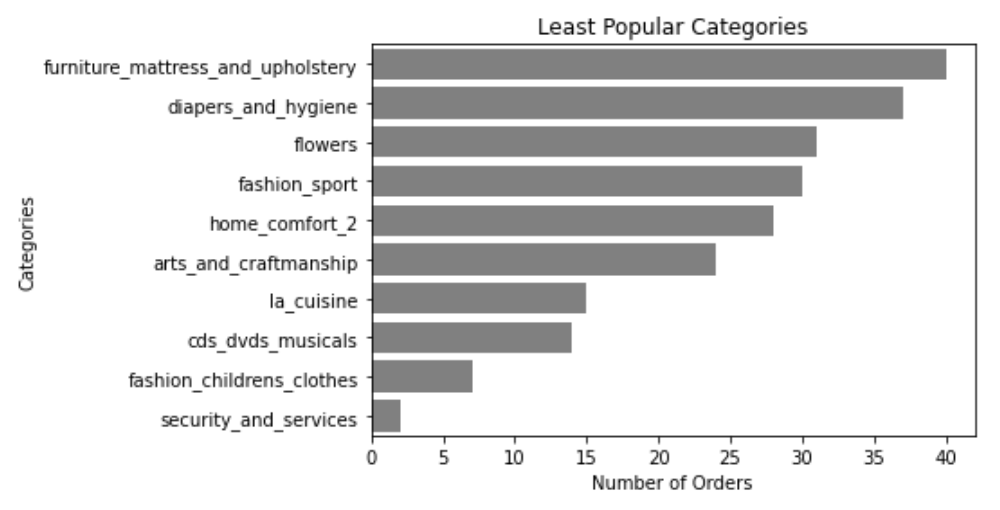 Least Popular Categories
furniture_mattress_and_upholstery
diapers_and_hygiene
flowers
fashion_sport
home_comfort_2
arts_and_craftmanship
la_cuisine
cds_dvds_musicals
fashion_childrens_clothes
security_and_services
Categories
0 5 10 15 20 25 30 35 40
Number of Orders